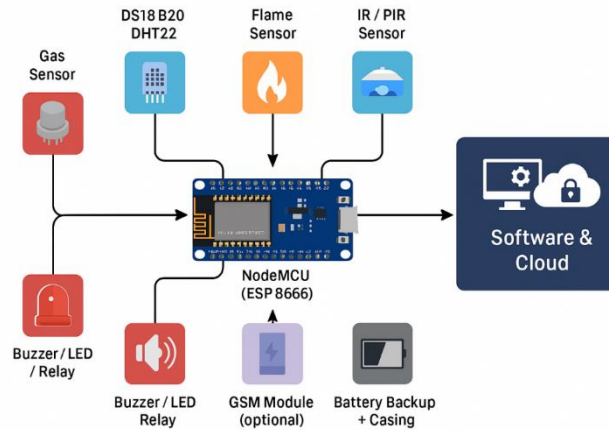 DS18 B20
DHT22
Flame
Sensor
IR / PIR
Sensor
Gas
Sensor
Software &
Cloud
NodeMCU
(ESP 8666)
Buzzer / LED
/ Relay
Buzzer / LED
Relay
GSM Module
(optional)
Battery Backup
+ Casing